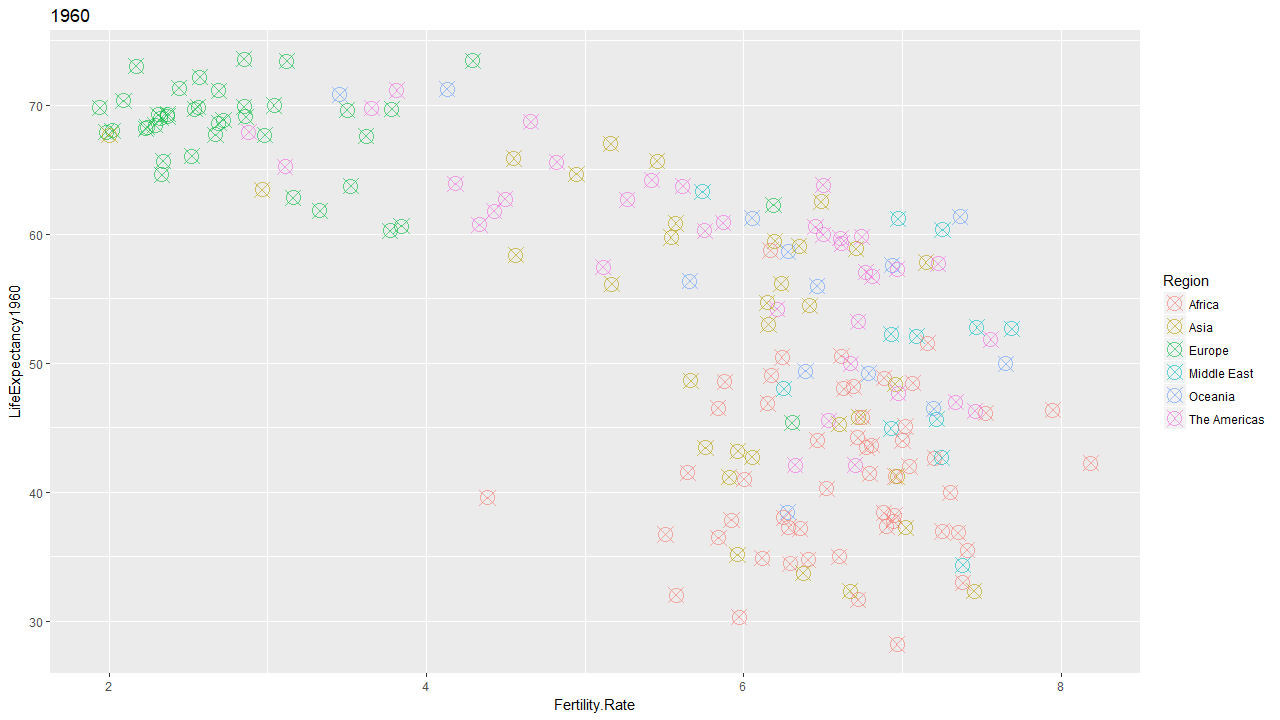 1960
LifeExpectancy1960
70
60
50
40
30
2
4
6
8
Fertility.Rate
Region
Africa
Asia
Europe
Middle East
Oceania
The Americas